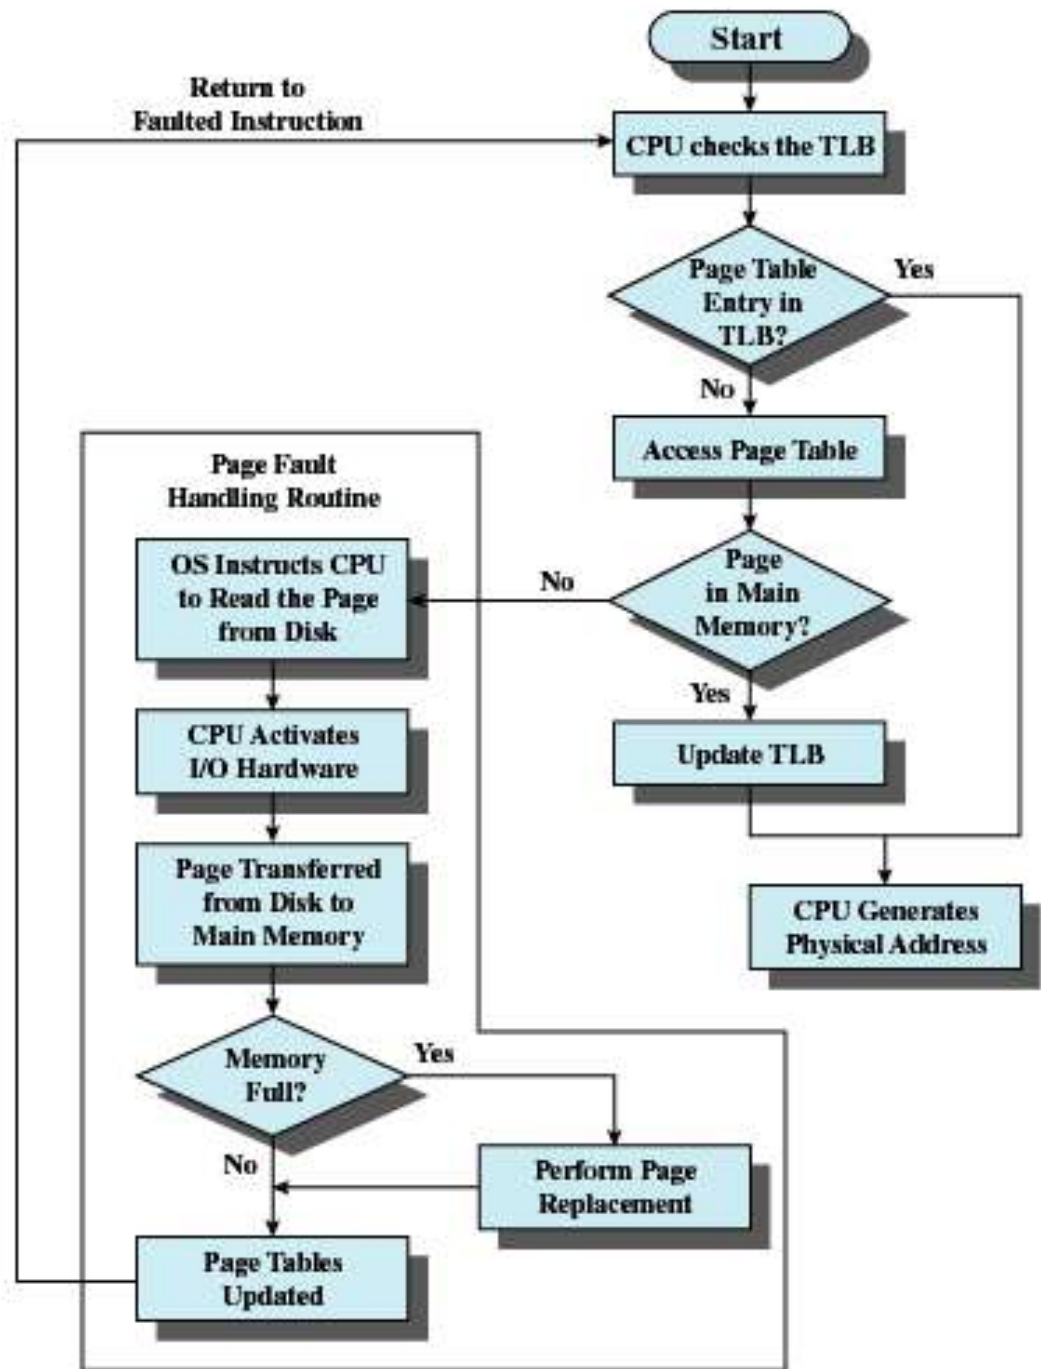 Start
Return to
Faulted Instruction
CPU checks the TLB
Page Table
Entry in
TLB?
Yes
No
Access Page Table
Page Fault
Handling Routine
OS Instructs CPU
to Read the Page
from Disk
No
Page
in Main
Memory?
Yes
CPU Activates
I/O Hardware
Update TLB
Page Transferred
from Disk to
Main Memory
CPU Generates
Physical Address
Memory
Full?
Yes
No
Perform Page
Replacement
Page Tables
Updated